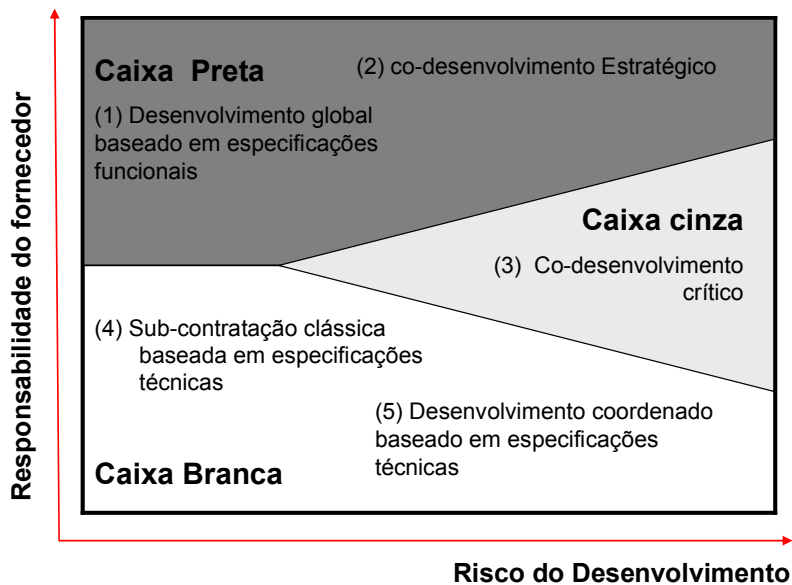 Responsabilidade do fornecedor
Caixa Preta
(2) co-desenvolvimento Estratégico
(1) Desenvolvimento global
baseado em especificações
funcionais
Caixa cinza
(3) Co-desenvolvimento
crítico
(4) Sub-contratação clássica
baseada em especificações
técnicas
(5) Desenvolvimento coordenado
baseado em especificações
técnicas
Caixa Branca
Risco do Desenvolvimento